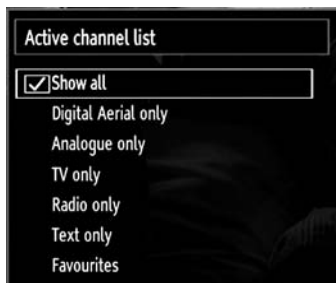 Active channel list
Show all
Digital Aerial only
Analogue only
TV only
Radio only
Text only
Favourites